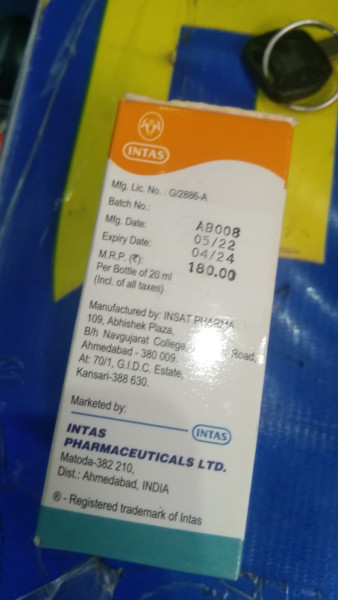 INTAS
Mfg. Lic. No. : G/2886-A
Batch No.: AB008
Mfg. Date: 05/22
Expiry Date: 04/24
M.R.P. (₹): 180.00
Per Bottle of 20 ml
(Incl. of all taxes)
Manufactured by: INSAT PHARMA
109, Abhishek Plaza,
B/h Navgujarat College, Road,
Ahmedabad - 380 009.
At: 70/1, G.I.D.C. Estate,
Kansari-388 630.
Marketed by:
INTAS
INTAS
PHARMACEUTICALS LTD.
Matoda-382 210,
Dist.: Ahmedabad, INDIA
® - Registered trademark of Intas